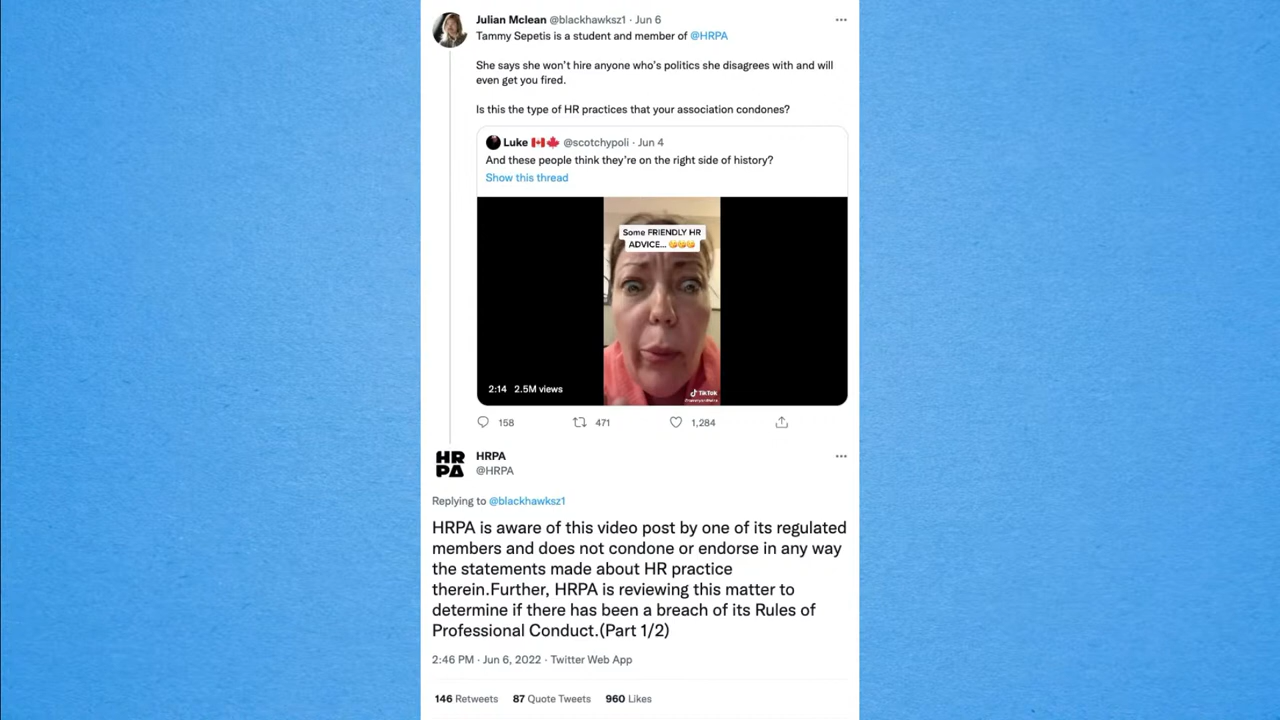 Julian Mclean @blackhawksz1 · Jun 6
Tammy Sepetis is a student and member of @HRPA
She says she won't hire anyone who's politics she disagrees with and will
even get you fired.
Is this the type of HR practices that your association condones?
Luke 🇨🇦🍁 @scotchypoli · Jun 4
And these people think they're on the right side of history?
Show this thread
Some FRIENDLY HR
ADVICE... 😘😘😘
2:14 2.5M views
TikTok
158 471 1,284
HR
PA
HRPA
@HRPA
Replying to @blackhawksz1
HRPA is aware of this video post by one of its regulated
members and does not condone or endorse in any way
the statements made about HR practice
therein.Further, HRPA is reviewing this matter to
determine if there has been a breach of its Rules of
Professional Conduct.(Part 1/2)
2:46 PM · Jun 6, 2022 · Twitter Web App
146 Retweets 87 Quote Tweets 960 Likes